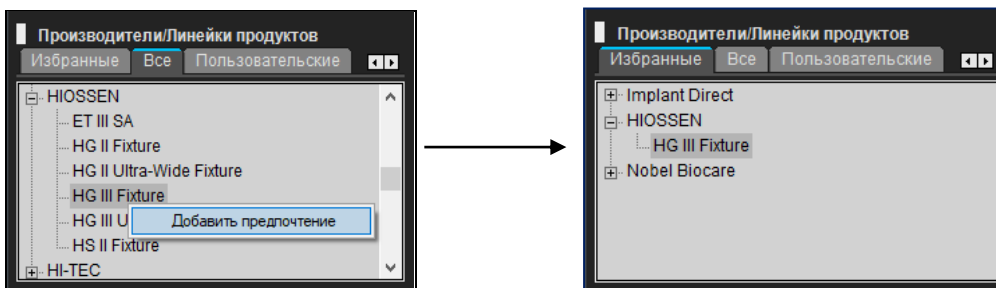 Производители/Линейки продуктов
Избранные Все Пользовательские
HIOSSEN
ET III SA
HG II Fixture
HG II Ultra-Wide Fixture
HG III Fixture
HG III U
Добавить предпочтение
HS II Fixture
HI-TEC
Производители/Линейки продуктов
Избранные Все Пользовательские
Implant Direct
HIOSSEN
HG III Fixture
Nobel Biocare